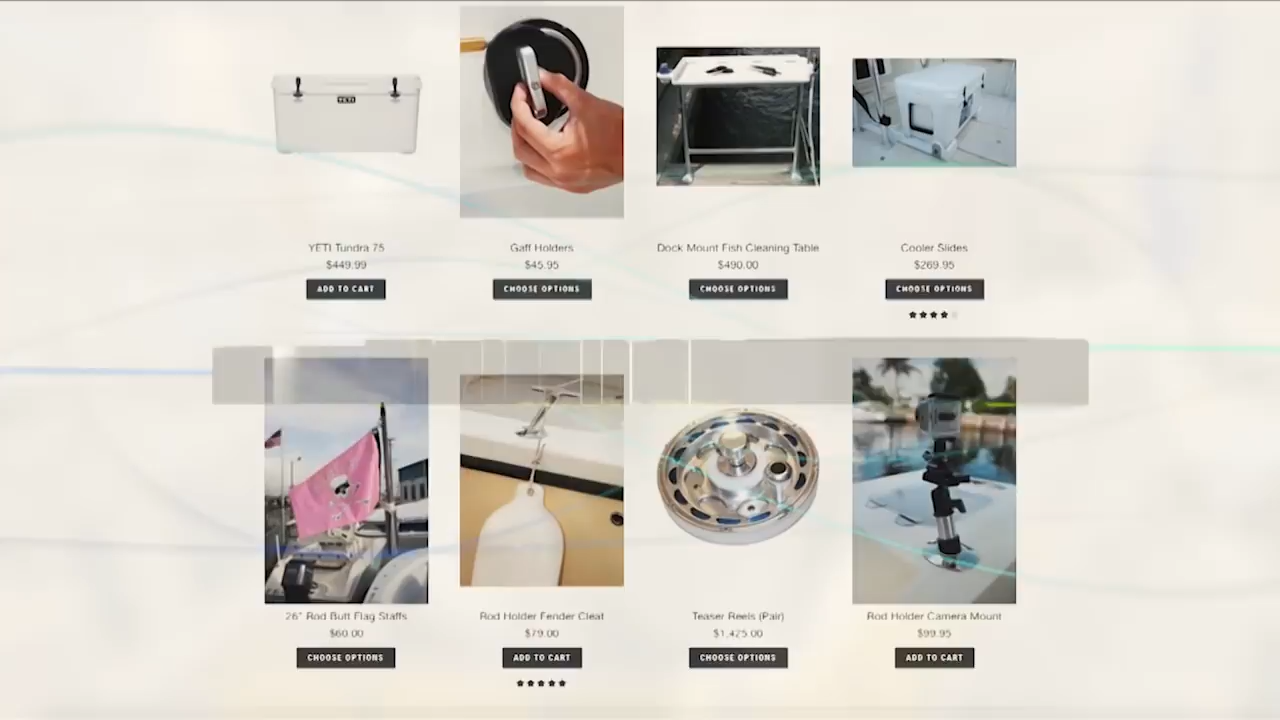 YETI
YETI Tundra 75
$449.99
ADD TO CART
Gaff Holders
$45.95
CHOOSE OPTIONS
Dock Mount Fish Cleaning Table
$490.00
CHOOSE OPTIONS
Cooler Slides
$269.95
CHOOSE OPTIONS
26" Rod Butt Flag Staffs
$60.00
CHOOSE OPTIONS
Rod Holder Fender Cleat
$79.00
ADD TO CART
Teaser Reels (Pair)
$1,425.00
CHOOSE OPTIONS
Rod Holder Camera Mount
$99.95
ADD TO CART